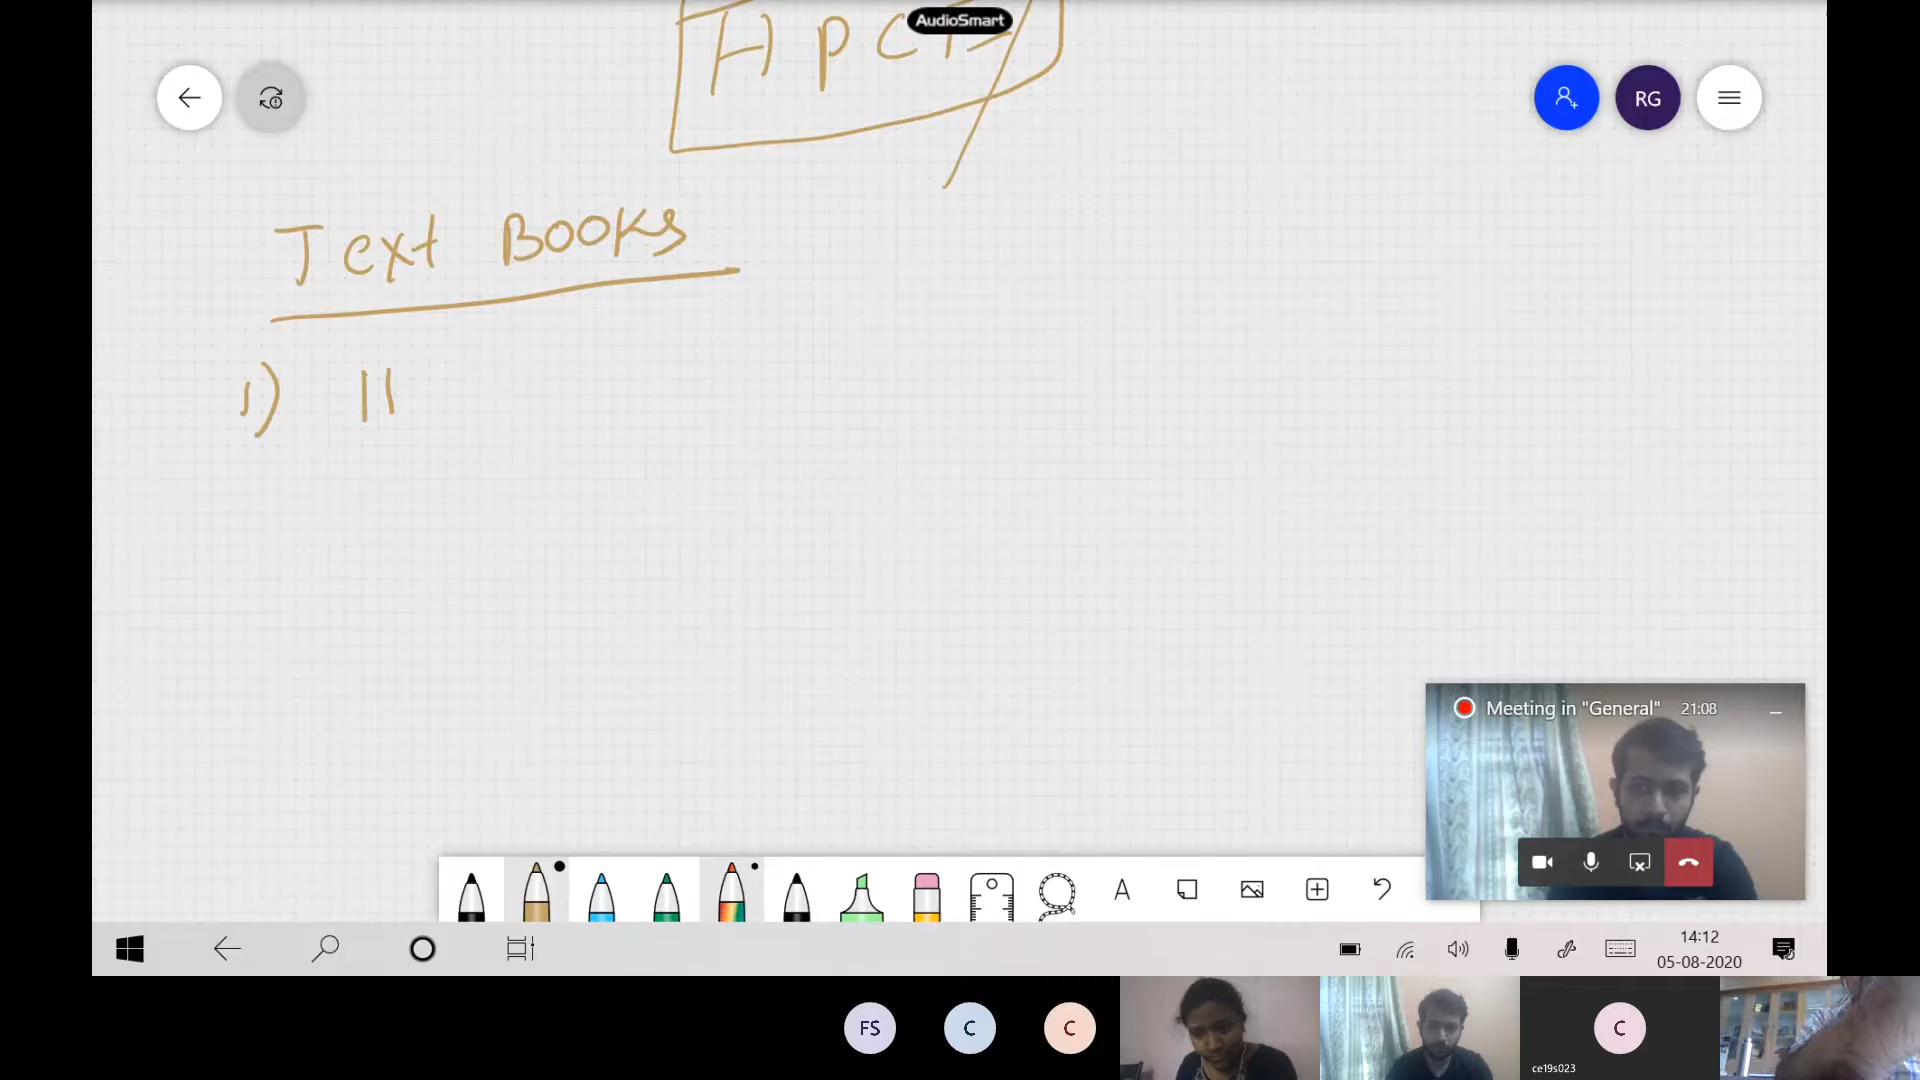 AudioSmart
RG
Text Books
1) 11
Meeting in "General" 21:08
A
14:12
05-08-2020
FS
C
C
C
ce19s023